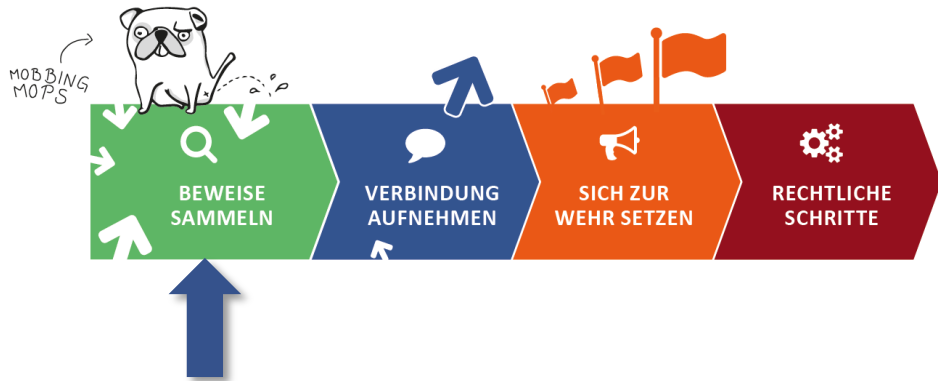 MOBBING
MOPS
BEWEISE
SAMMELN
VERBINDUNG
AUFNEHMEN
SICH ZUR
WEHR SETZEN
RECHTLICHE
SCHRITTE